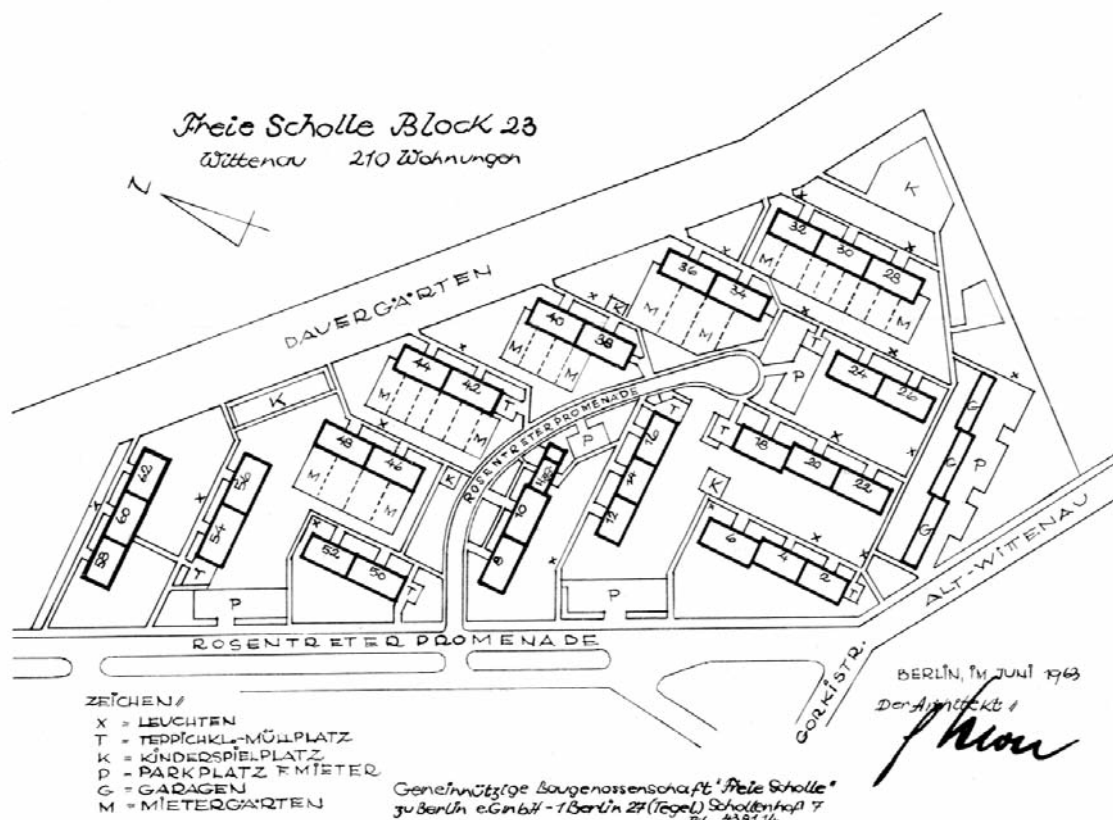 Freie Scholle Block 23
Wittenau 210 Wohnungen
N
DAUERGÄRTEN
K
32 30 28
M M
36 34
M M
K
40 38
M M
T
P
24 26
44 42
M M
T
K
ROSENTRETERPROMENADE
P
T
16 14 12
T
18 20 22
K
G G G
P
62 60 58
56 54
T
48 46
M M
K
10 8
52 50
T
6 4 2
T
P
P
ROSENTRETER PROMENADE
ALT-WITTENAU
GORKISTR.
ZEICHEN //
X = LEUCHTEN
T = TEPPICHKL.-MÜLLPLATZ
K = KINDERSPIELPLATZ
P = PARKPLATZ F. MIETER
G = GARAGEN
M = MIETERGÄRTEN
BERLIN, IM JUNI 1963
Der Architekt //
Gemeinnützige Baugenossenschaft "Freie Scholle"
zu Berlin e.GmbH - 1 Berlin 27 (Tegel) Schollenhof 7